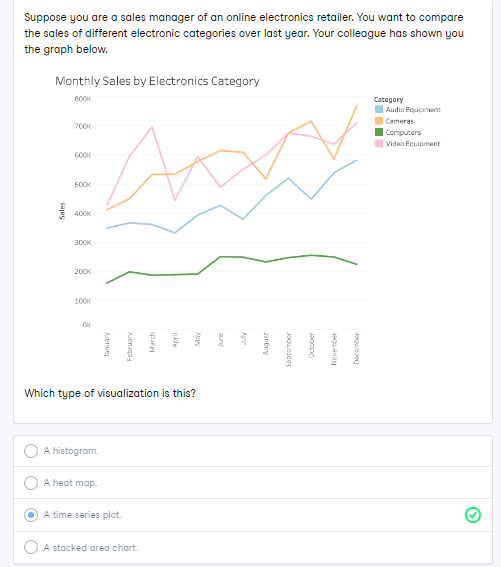 Suppose you are a sales manager of an online electronics retailer. You want to compare
the sales of different electronic categories over last year. Your colleague has shown you
the graph below.
Monthly Sales by Electronics Category
Category
Audio Equipment
Cameras
Computers
Video Equipment
800K
700K
600K
500K
400K
300K
200K
100K
0K
Sales
January
February
March
April
May
June
July
August
September
October
November
December
Which type of visualization is this?
A histogram.
A heat map.
A time series plot.
A stacked area chart.